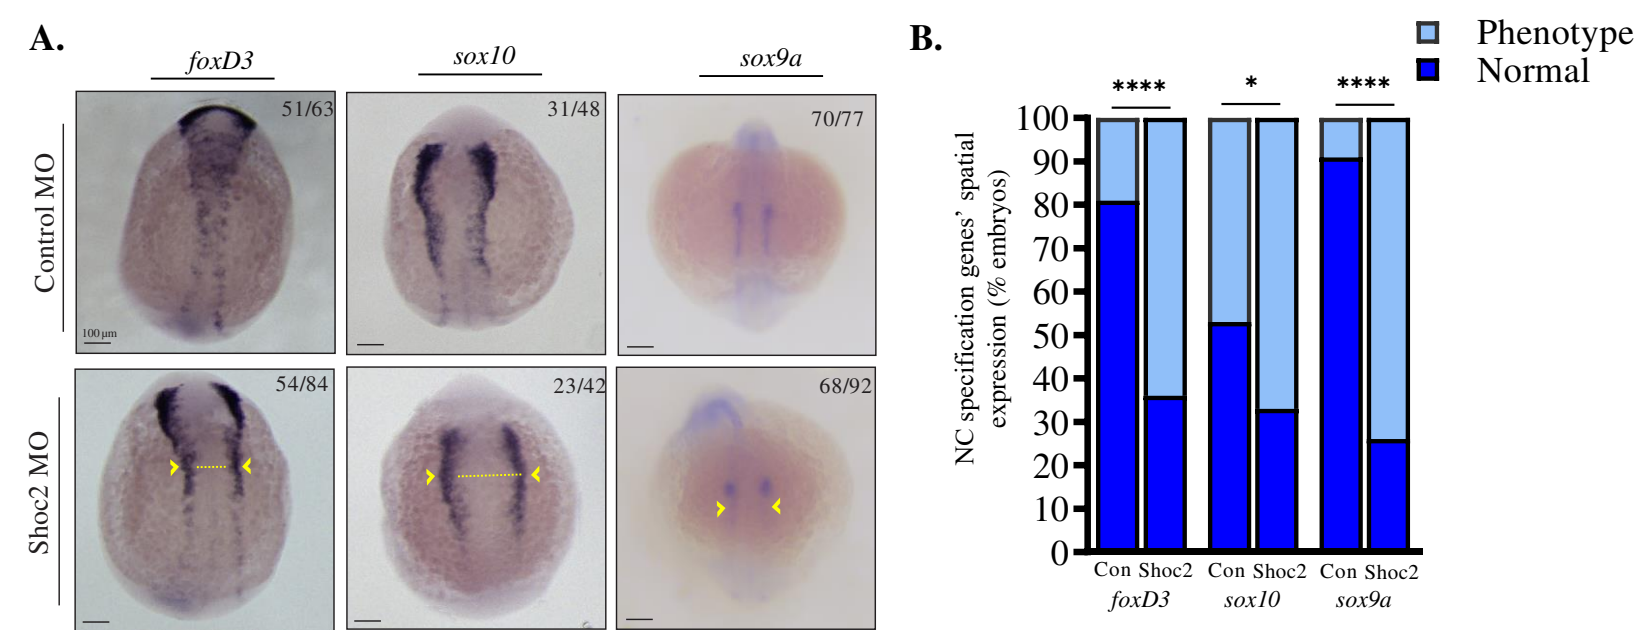 A.
foxD3
sox10
sox9a
Control MO
51/63
31/48
70/77
100 µm
Shoc2 MO
54/84
23/42
68/92
B.
Phenotype
Normal
**** * ****
NC specification genes’ spatial
expression (% embryos)
100
90
80
70
60
50
40
30
20
10
0
Con Shoc2 Con Shoc2 Con Shoc2
foxD3 sox10 sox9a